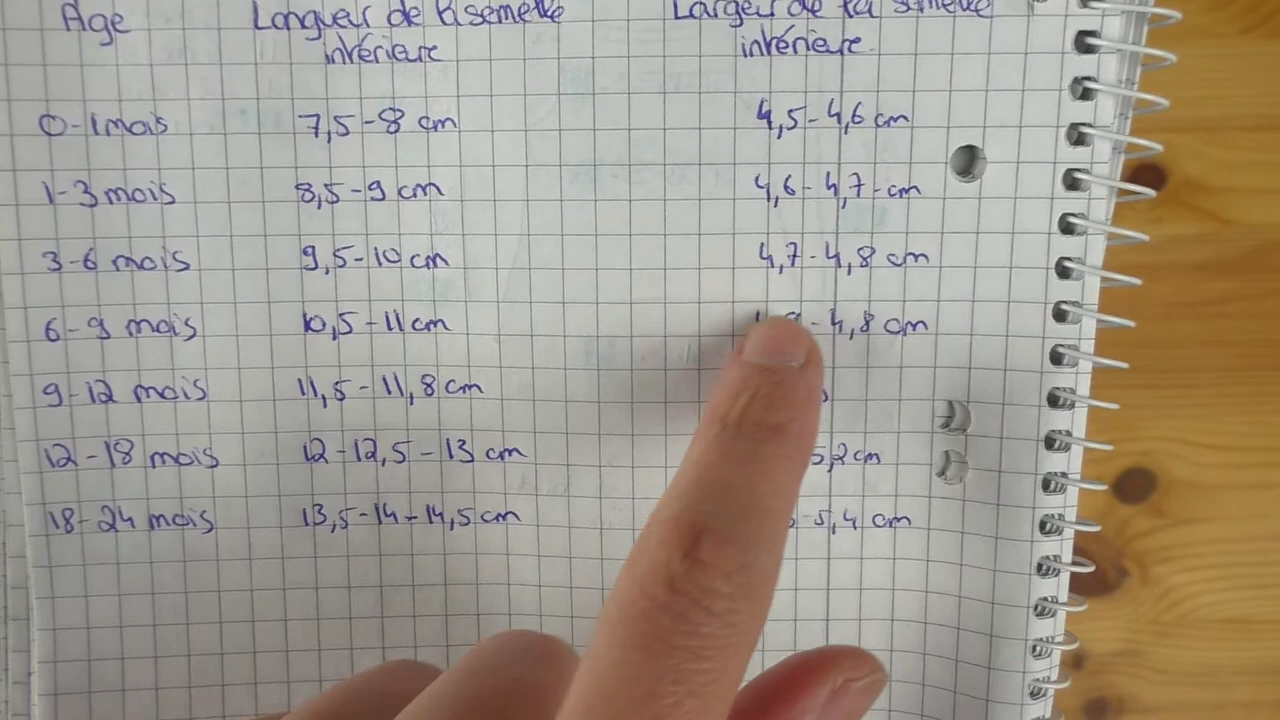 Age Longueur de la semelle Largeur de la semelle
intérieure intérieure
0-1 mois 7,5-8 cm 4,5-4,6 cm
1-3 mois 8,5-9 cm 4,6-4,7-cm
3-6 mois 9,5-10 cm 4,7-4,8 cm
6-9 mois 10,5-11 cm -4,8 cm
9-12 mois 11,5-11,8 cm
12-18 mois 12-12,5-13 cm 5,2 cm
18-24 mois 13,5-14-14,5 cm -5,4 cm